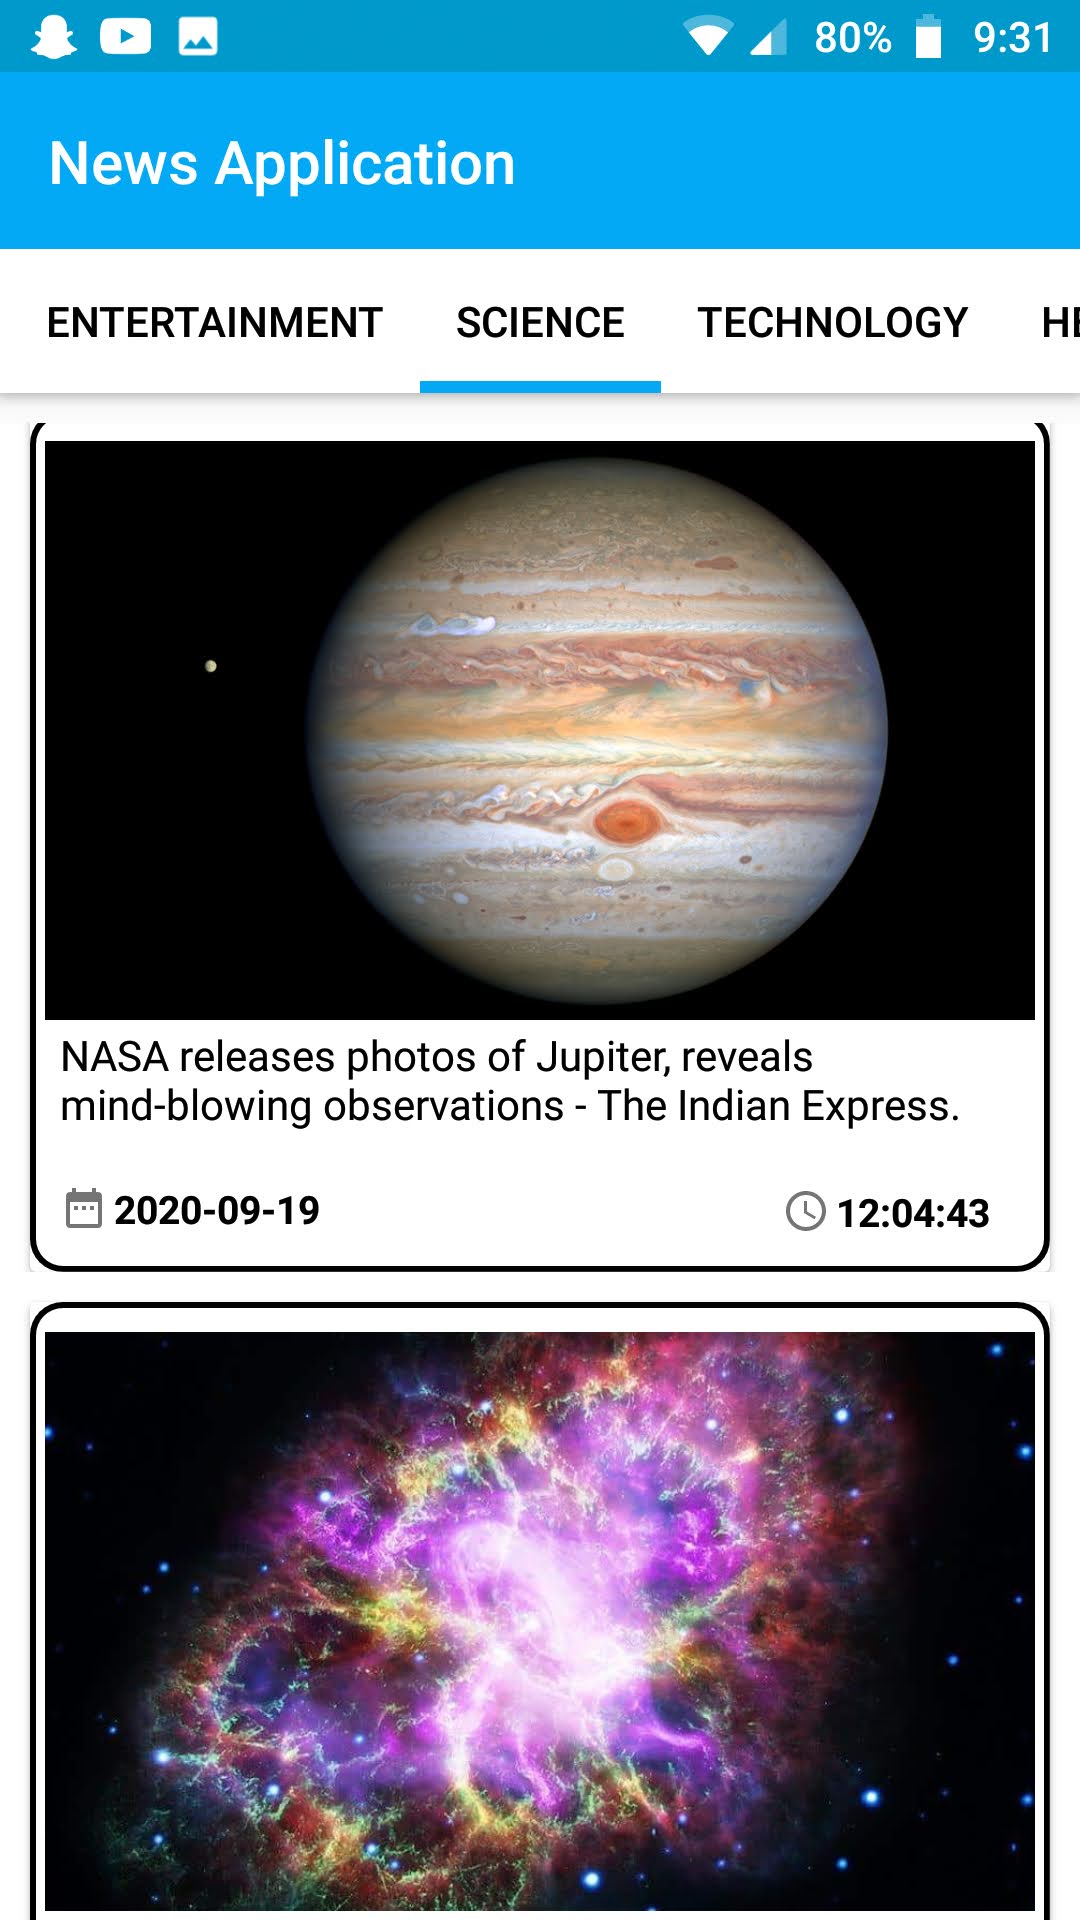 80% 9:31
News Application
ENTERTAINMENT SCIENCE TECHNOLOGY
NASA releases photos of Jupiter, reveals
mind-blowing observations - The Indian Express.
2020-09-19 12:04:43